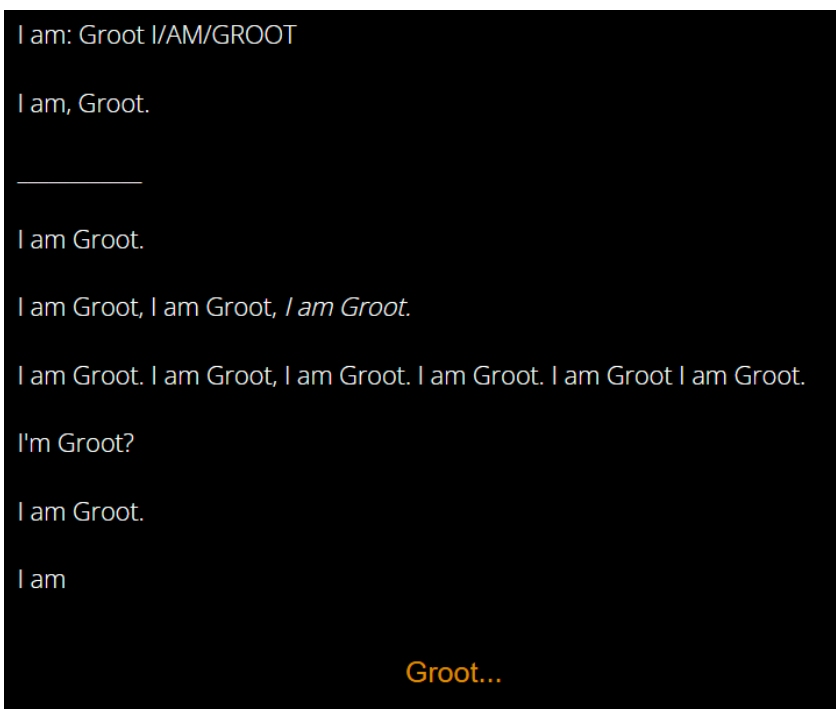 I am: Groot I/AM/GROOT
I am, Groot.
___________
I am Groot.
I am Groot, I am Groot, I am Groot.
I am Groot. I am Groot, I am Groot. I am Groot. I am Groot I am Groot.
I'm Groot?
I am Groot.
I am
Groot...